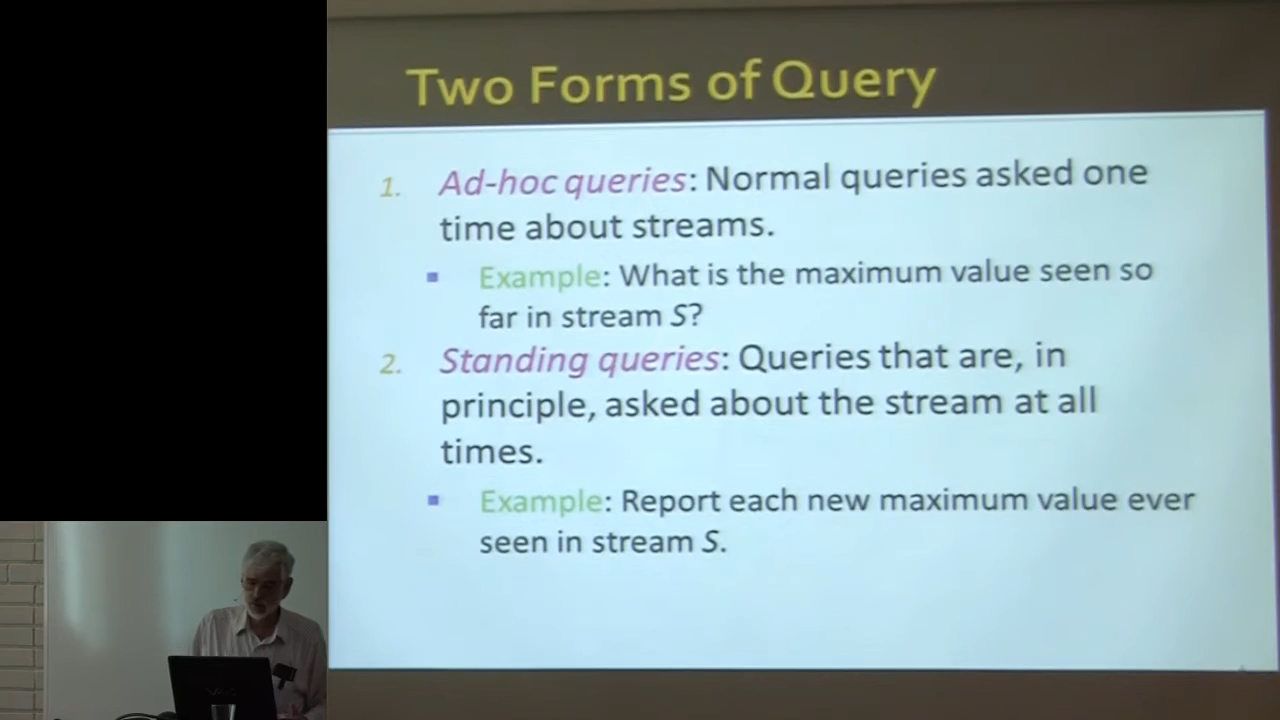 Two Forms of Query
1. Ad-hoc queries: Normal queries asked one
time about streams.
Example: What is the maximum value seen so
far in stream S?
2. Standing queries: Queries that are, in
principle, asked about the stream at all
times.
Example: Report each new maximum value ever
seen in stream S.
VAIO